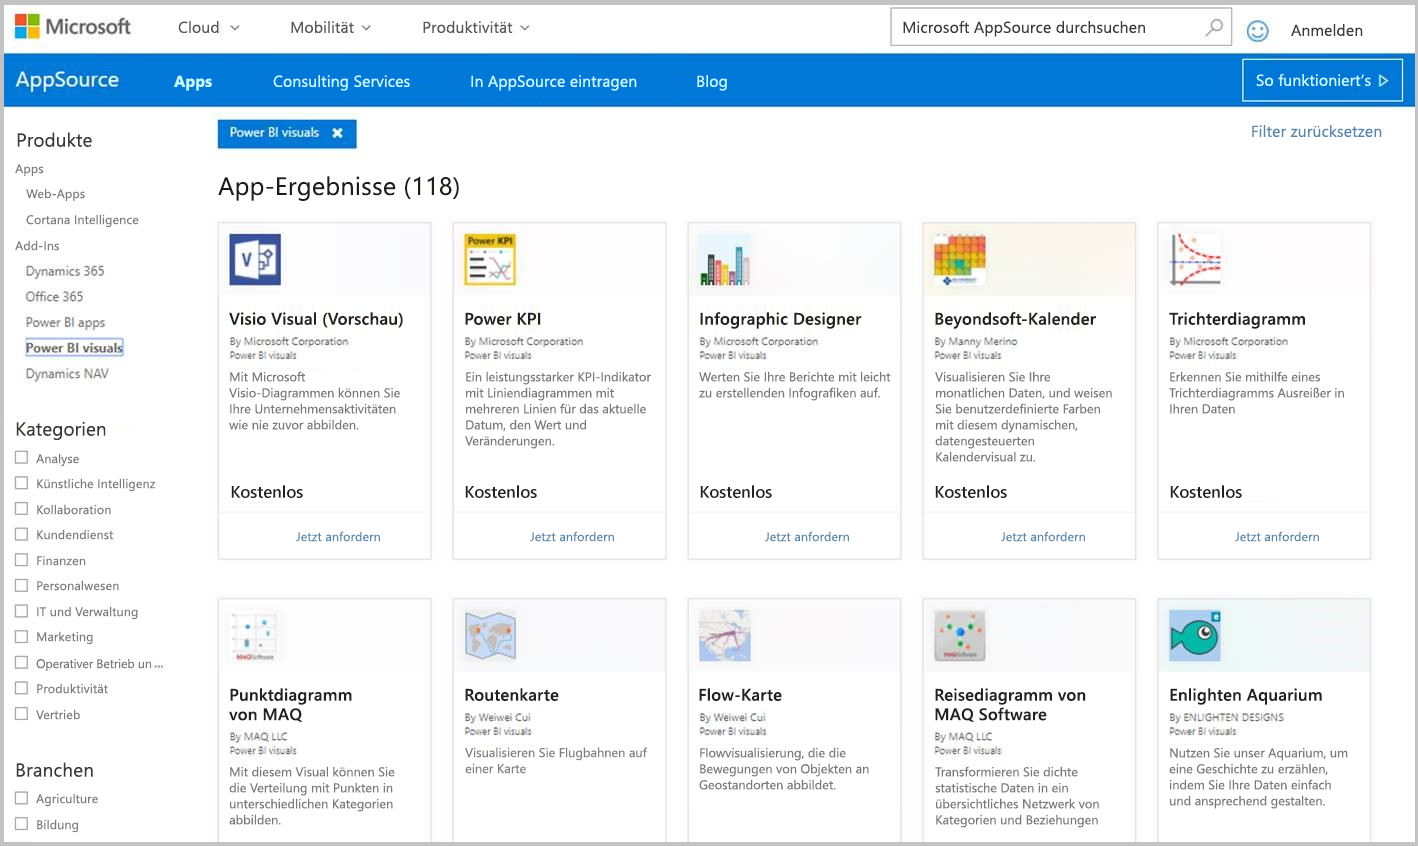 Microsoft
Cloud
Mobilität
Produktivität
Microsoft AppSource durchsuchen
Anmelden
AppSource
Apps
Consulting Services
In AppSource eintragen
Blog
So funktioniert's
Produkte
Apps
Web-Apps
Cortana Intelligence
Add-Ins
Dynamics 365
Office 365
Power BI apps
Power BI visuals
Dynamics NAV
Kategorien
Analyse
Künstliche Intelligenz
Kollaboration
Kundendienst
Finanzen
Personalwesen
IT und Verwaltung
Marketing
Operativer Betrieb un ...
Produktivität
Vertrieb
Branchen
Agriculture
Bildung
Power BI visuals
Filter zurücksetzen
App-Ergebnisse (118)
Visio Visual (Vorschau)
By Microsoft Corporation
Power BI visuals
Mit Microsoft
Visio-Diagrammen können Sie
Ihre Unternehmensaktivitäten
wie nie zuvor abbilden.
Kostenlos
Jetzt anfordern
Power KPI
Power KPI
By Microsoft Corporation
Power BI visuals
Ein leistungsstarker KPI-Indikator
mit Liniendiagrammen mit
mehreren Linien für das aktuelle
Datum, den Wert und
Veränderungen.
Kostenlos
Jetzt anfordern
Infographic Designer
By Microsoft Corporation
Power BI visuals
Werten Sie Ihre Berichte mit leicht
zu erstellenden Infografiken auf.
Kostenlos
Jetzt anfordern
Beyondsoft-Kalender
By Manny Merino
Power BI visuals
Visualisieren Sie Ihre
monatlichen Daten, und weisen
Sie benutzerdefinierte Farben
mit diesem dynamischen,
datengesteuerten
Kalendervisual zu.
Kostenlos
Jetzt anfordern
Trichterdiagramm
By Microsoft Corporation
Power BI visuals
Erkennen Sie mithilfe eines
Trichterdiagramms Ausreißer in
Ihren Daten
Kostenlos
Jetzt anfordern
MAQSoftware
Punktdiagramm
von MAQ
By MAQ LLC
Power BI visuals
Mit diesem Visual können Sie
die Verteilung mit Punkten in
unterschiedlichen Kategorien
abbilden.
Routenkarte
By Weiwei Cui
Power BI visuals
Visualisieren Sie Flugbahnen auf
einer Karte
Flow-Karte
By Weiwei Cui
Power BI visuals
Flowvisualisierung, die die
Bewegungen von Objekten an
Geostandorten abbildet.
MAQSoftware
Reisediagramm von
MAQ Software
By MAQ LLC
Power BI visuals
Transformieren Sie dichte
statistische Daten in ein
übersichtliches Netzwerk von
Kategorien und Beziehungen
Enlighten Aquarium
By ENLIGHTEN DESIGNS
Power BI visuals
Nutzen Sie unser Aquarium, um
eine Geschichte zu erzählen,
indem Sie Ihre Daten einfach
und ansprechend gestalten.